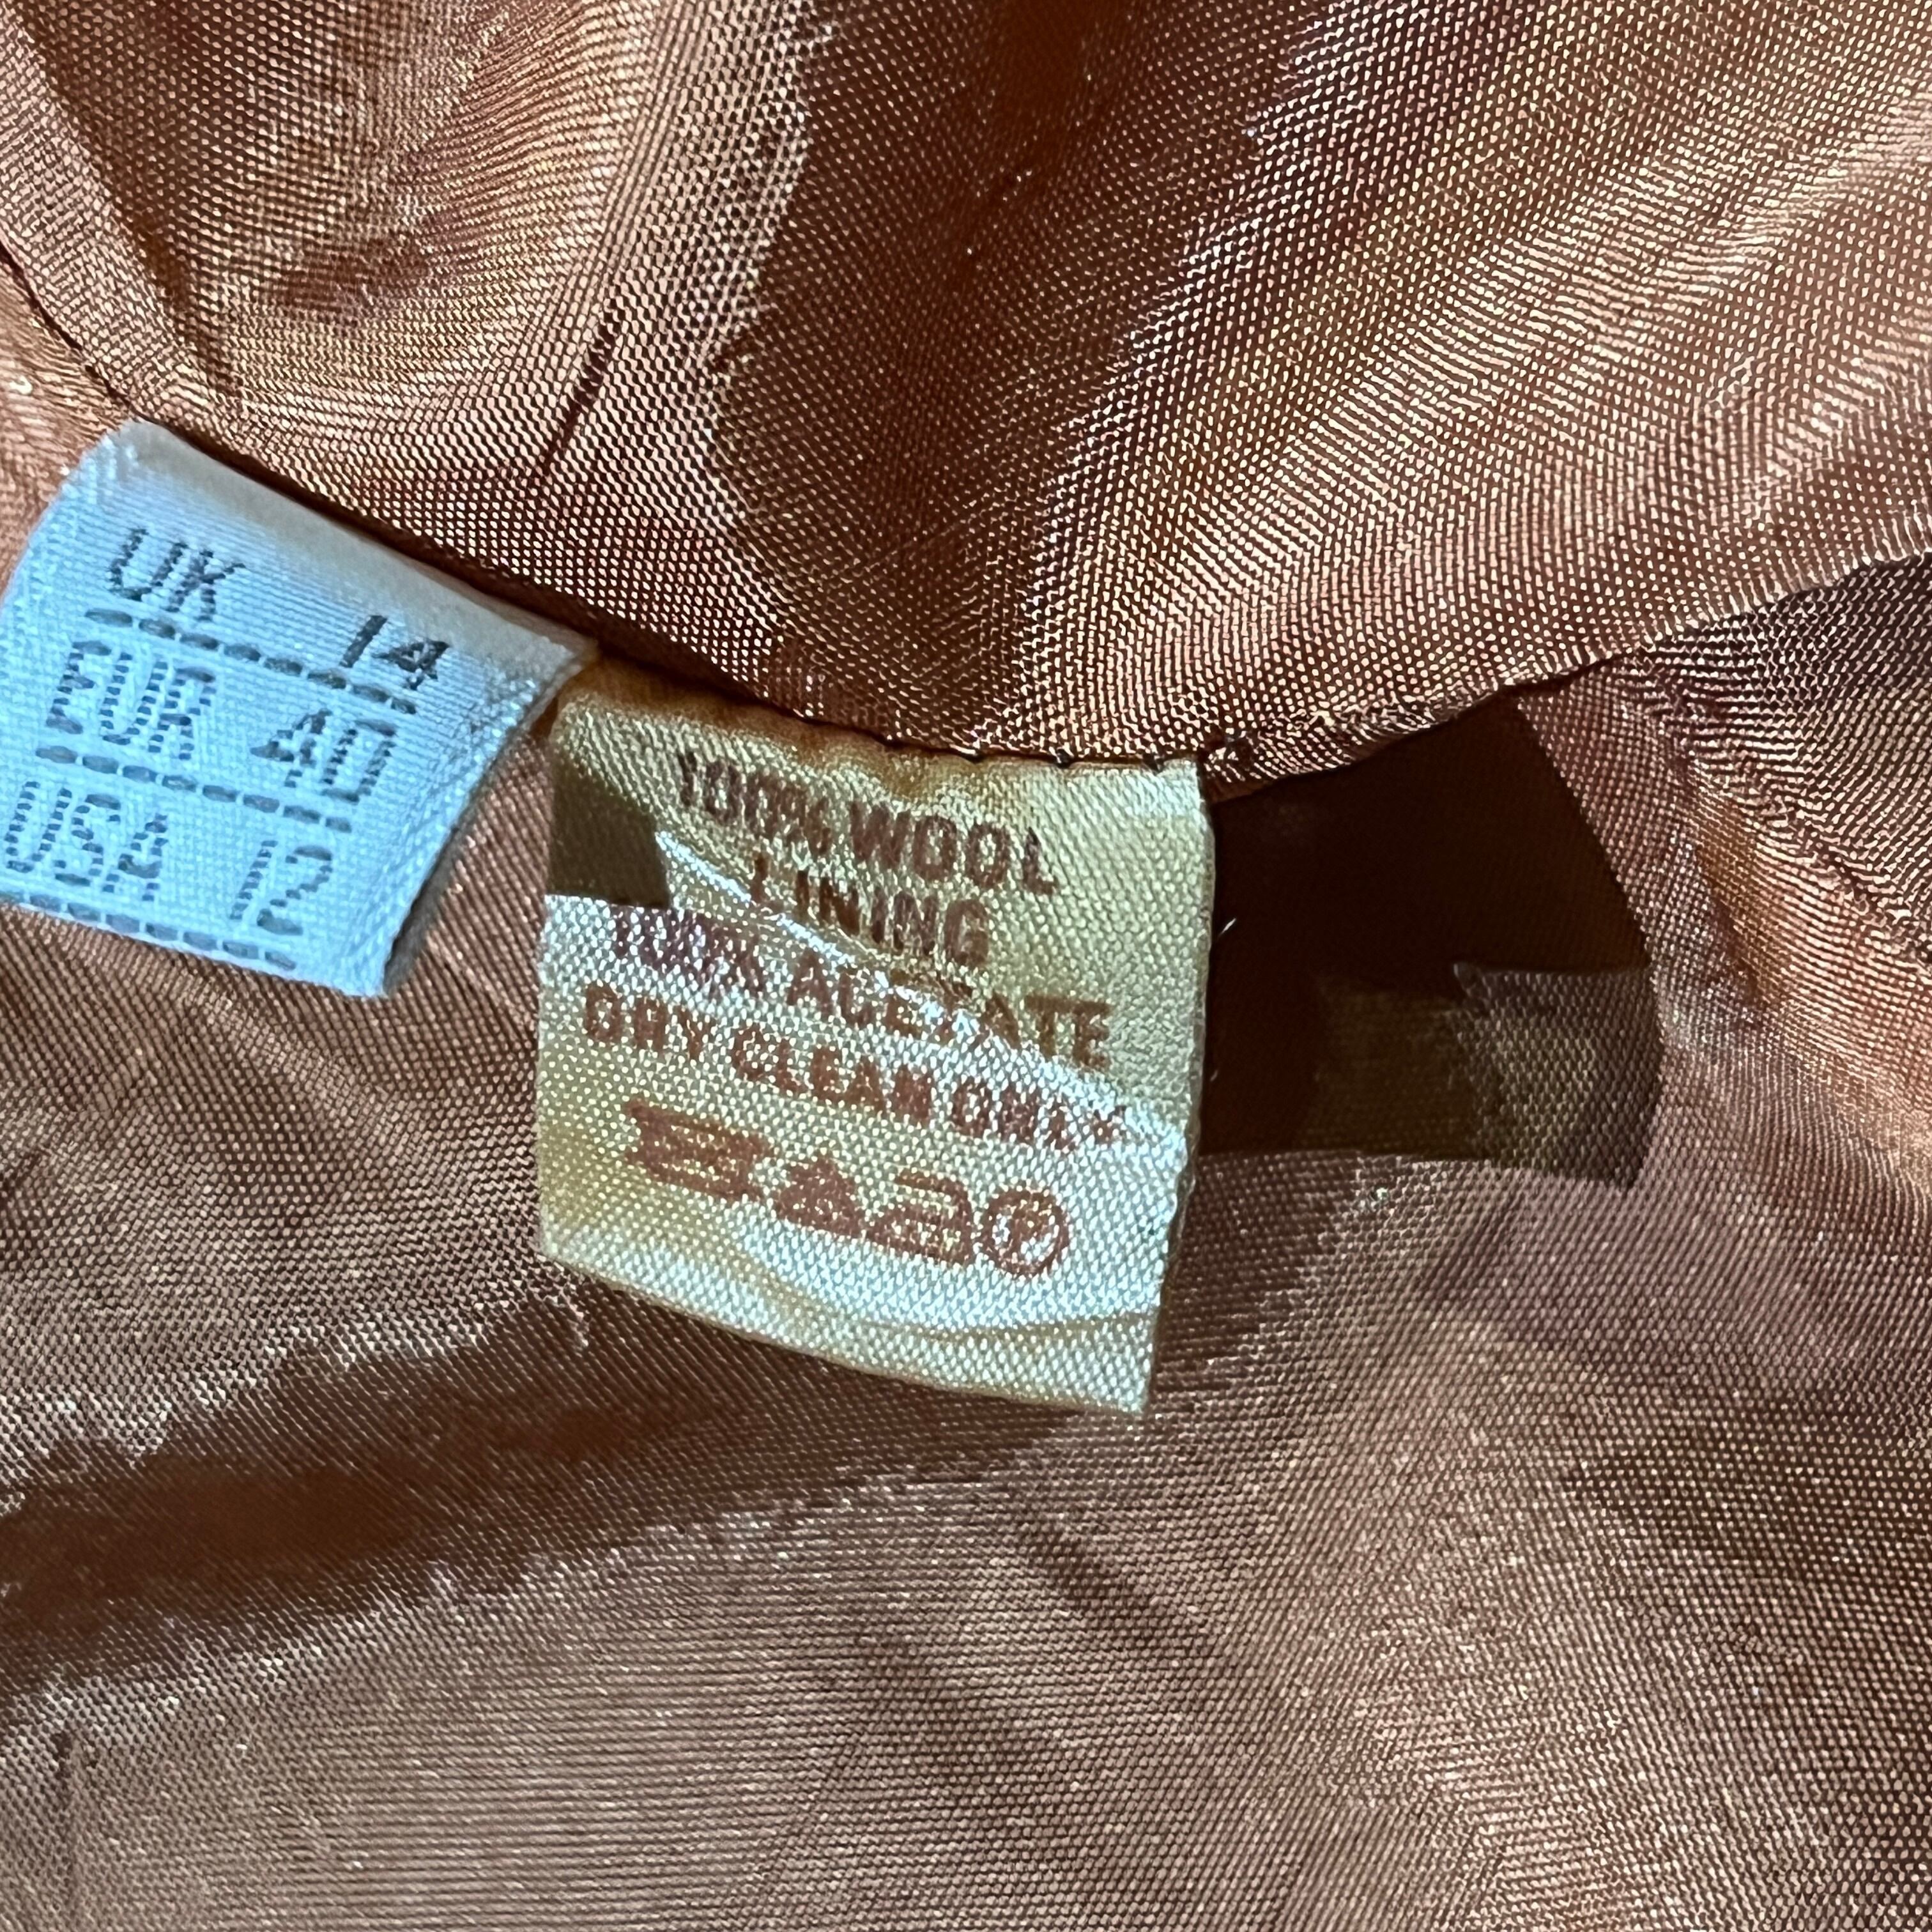 UK 14
EUR 40
USA 12
100% WOOL
LINING
100% ACETATE
DRY CLEAN ONLY
P